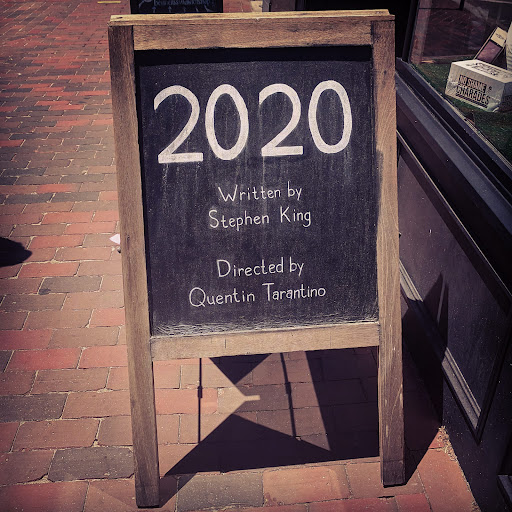 2020
Written by
Stephen King
Directed by
Quentin Tarantino